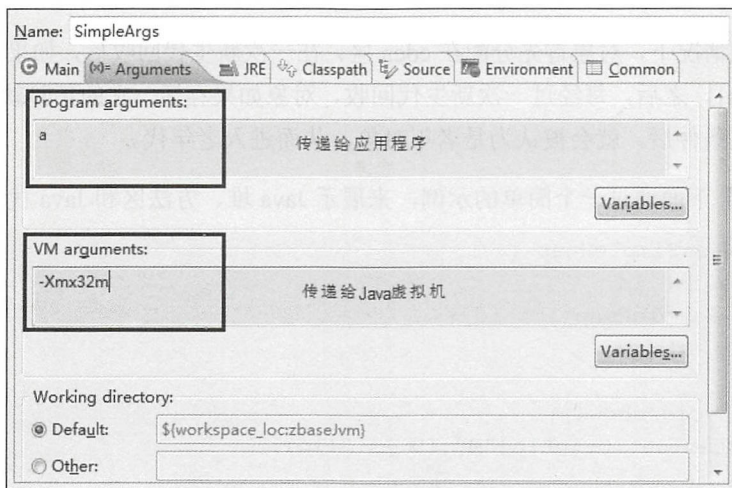 Name: SimpleArgs
Main (x)= Arguments JRE Classpath Source Environment Common
Program arguments:
a 传递给应用程序
Variables...
VM arguments:
-Xmx32m 传递给Java虚拟机
Variables...
Working directory:
Default: ${workspace_loc:zbaseJvm}
Other: